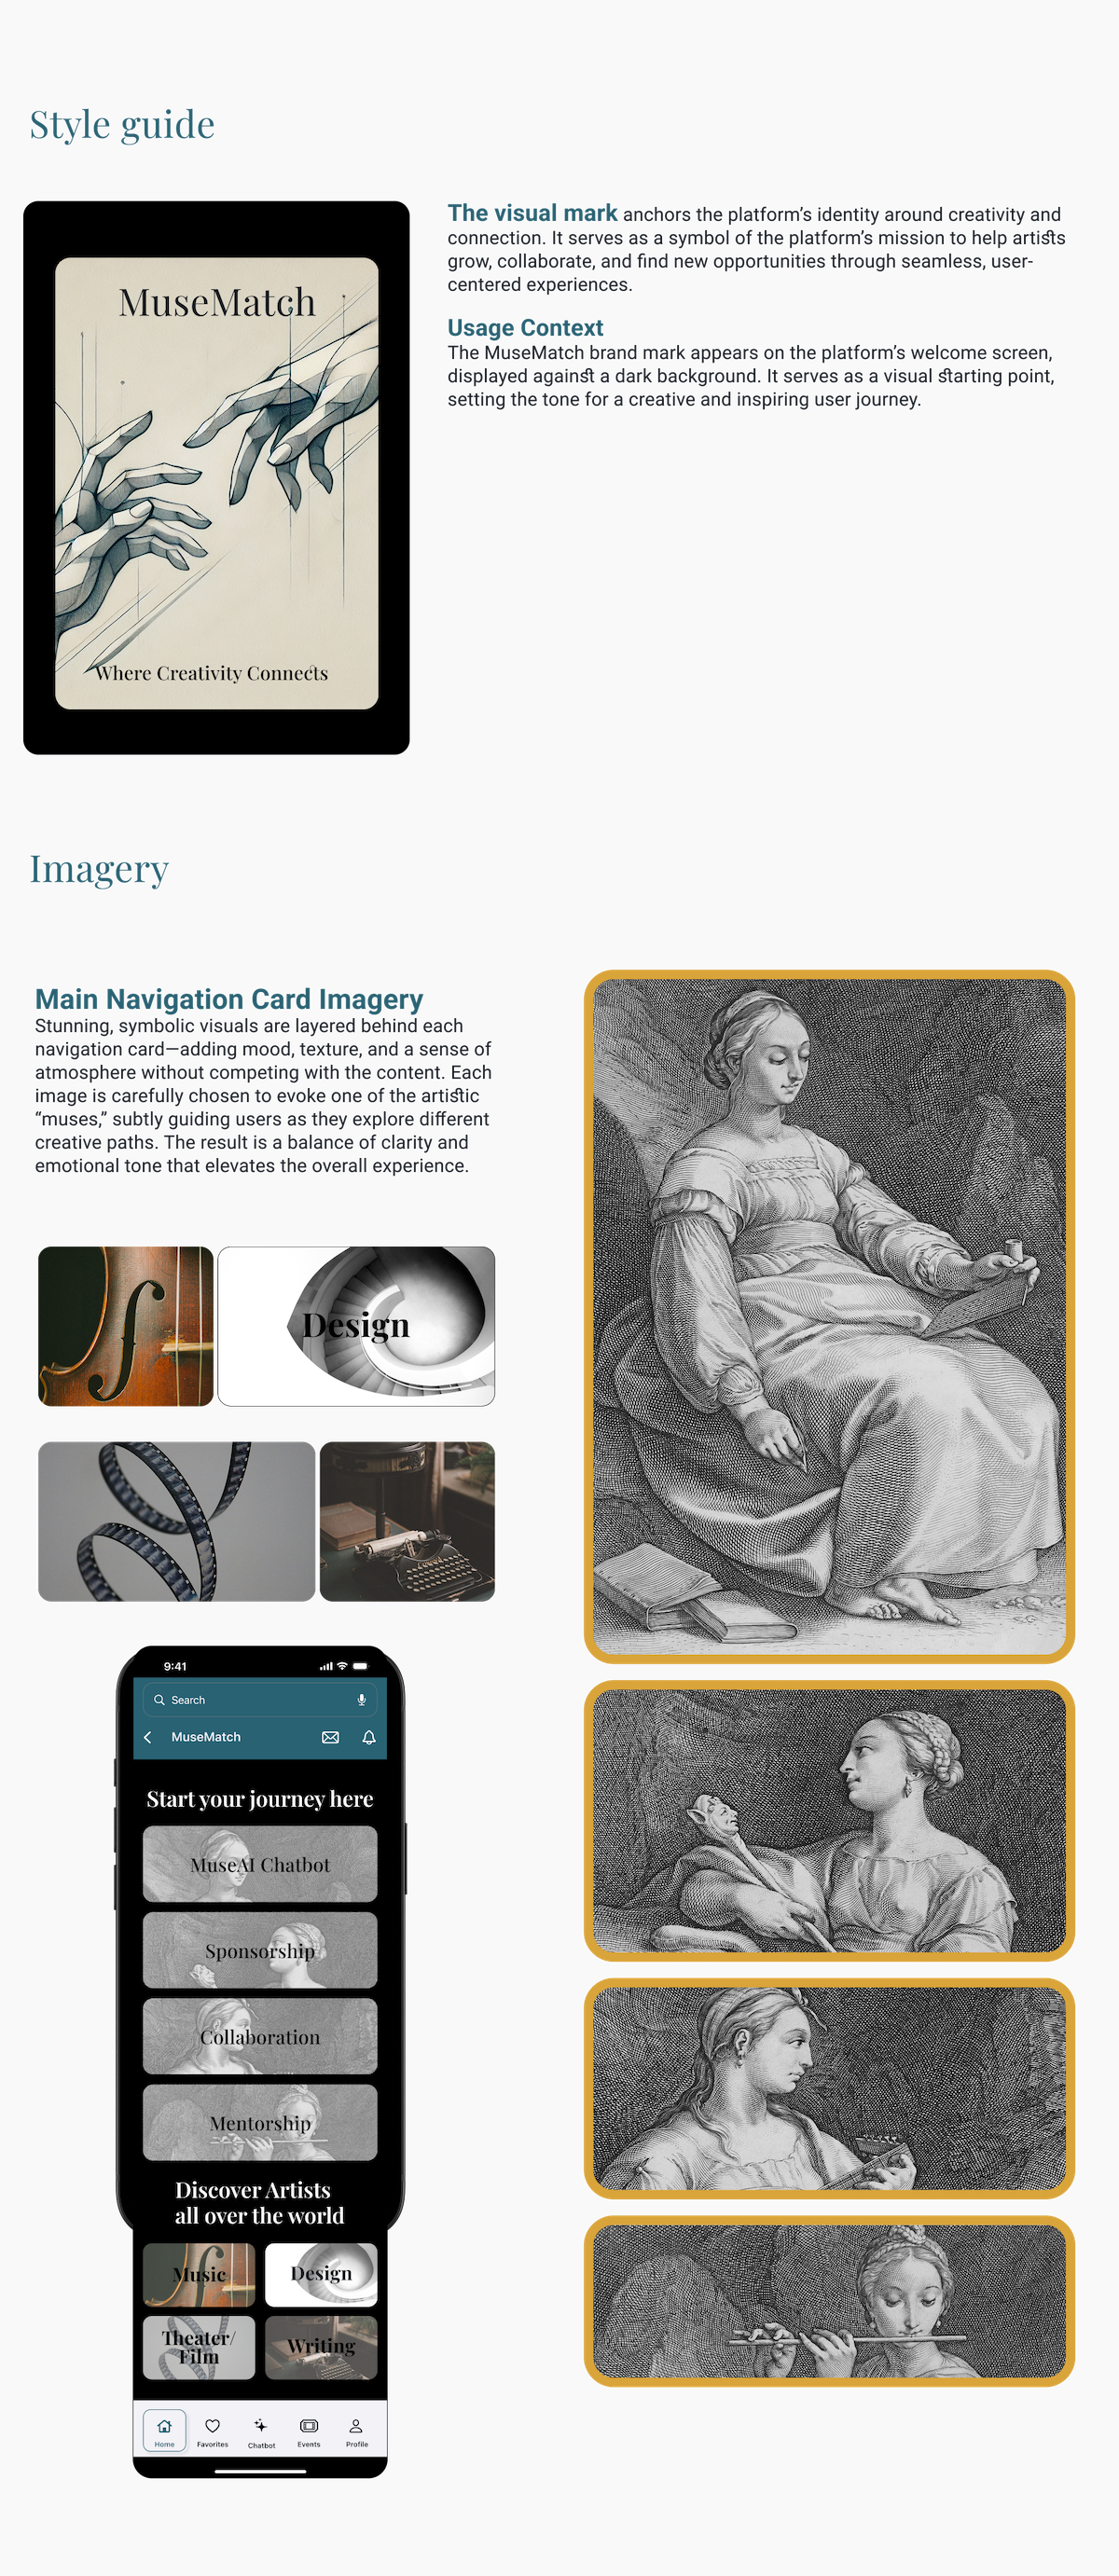 Style guide
MuseMatch
Where Creativity Connects
The visual mark anchors the platform’s identity around creativity and
connection. It serves as a symbol of the platform’s mission to help artists
grow, collaborate, and find new opportunities through seamless, user-
centered experiences.
Usage Context
The MuseMatch brand mark appears on the platform’s welcome screen,
displayed against a dark background. It serves as a visual starting point,
setting the tone for a creative and inspiring user journey.
Imagery
Main Navigation Card Imagery
Stunning, symbolic visuals are layered behind each
navigation card—adding mood, texture, and a sense of
atmosphere without competing with the content. Each
image is carefully chosen to evoke one of the artistic
“muses,” subtly guiding users as they explore different
creative paths. The result is a balance of clarity and
emotional tone that elevates the overall experience.
Design
9:41
Search
MuseMatch
Start your journey here
MuseAI Chatbot
Sponsorship
Collaboration
Mentorship
Discover Artists
all over the world
Music
Design
Theater/
Film
Writing
Home
Favorites
Chatbot
Events
Profile